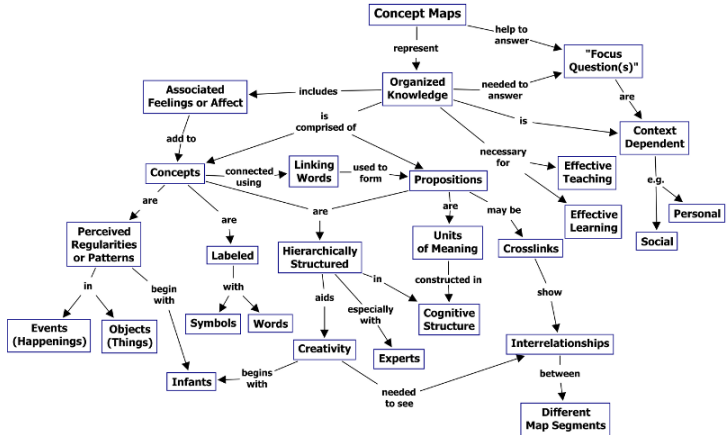 Concept Maps
help to
answer
represent
"Focus
Question(s)"
Associated
Feelings or Affect
includes
Organized
Knowledge
needed to
answer
are
is
comprised of
is
Context
Dependent
add to
necessary
for
Concepts
connected
using
Linking
Words
used to
form
Propositions
Effective
Teaching
e.g.
are
are
are
are
may be
Effective
Learning
Personal
Social
Perceived
Regularities
or Patterns
Labeled
Hierarchically
Structured
Units
of Meaning
Crosslinks
in
begin
with
with
aids
in
constructed in
show
especially
with
Events
(Happenings)
Objects
(Things)
Symbols
Words
Cognitive
Structure
Creativity
Experts
Interrelationships
Infants
begins
with
needed
to see
between
Different
Map Segments